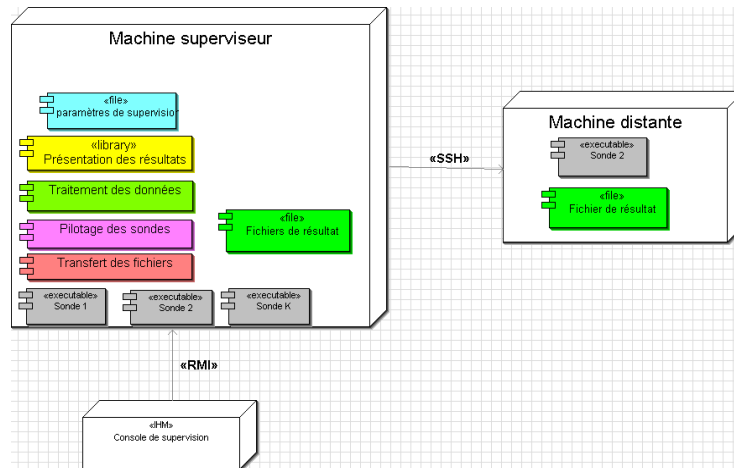 Machine superviseur
«file»
paramètres de supervision
«library»
Présentation des résultats
Traitement des données
Pilotage des sondes
Transfert des fichiers
«file»
Fichiers de résultat
«executable»
Sonde 1
«executable»
Sonde 2
«executable»
Sonde K
«SSH»
Machine distante
«executable»
Sonde 2
«file»
Fichier de résultat
«RMI»
«IHM»
Console de supervision